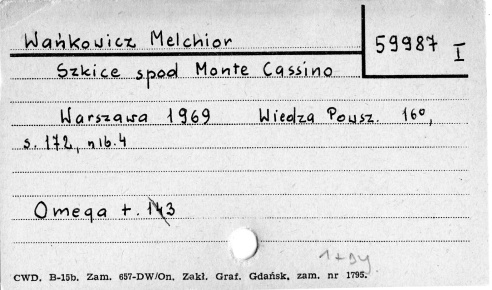 Wańkowicz Melchior
59987 I
Szkice spod Monte Cassino
Warszawa 1969 Wiedza Powsz. 16°,
s. 172, nlb. 4
Omega t. 143
CWD. B-15b. Zam. 657-DW/On. Zakł. Graf. Gdańsk, zam. nr 1795.